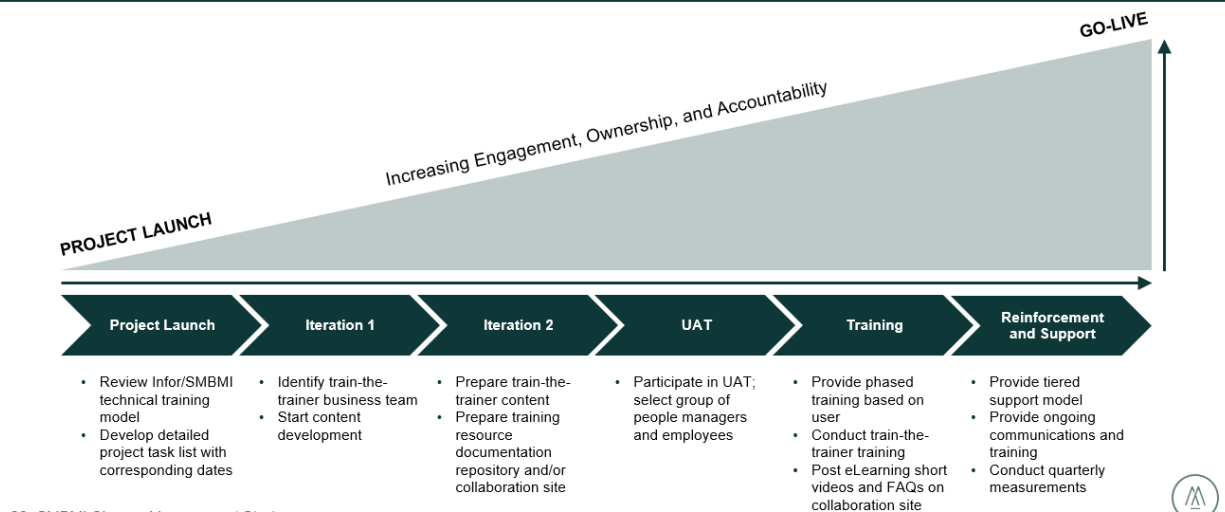 GO-LIVE
Increasing Engagement, Ownership, and Accountability
PROJECT LAUNCH
Project Launch
Iteration 1
Iteration 2
UAT
Training
Reinforcement
and Support
• Review Infor/SMBMI
technical training
model
• Develop detailed
project task list with
corresponding dates
• Identify train-the-
trainer business team
• Start content
development
• Prepare train-the-
trainer content
• Prepare training
resource
documentation
repository and/or
collaboration site
• Participate in UAT;
select group of
people managers
and employees
• Provide phased
training based on
user
• Conduct train-the-
trainer training
• Post eLearning short
videos and FAQs on
collaboration site
• Provide tiered
support model
• Provide ongoing
communications and
training
• Conduct quarterly
measurements